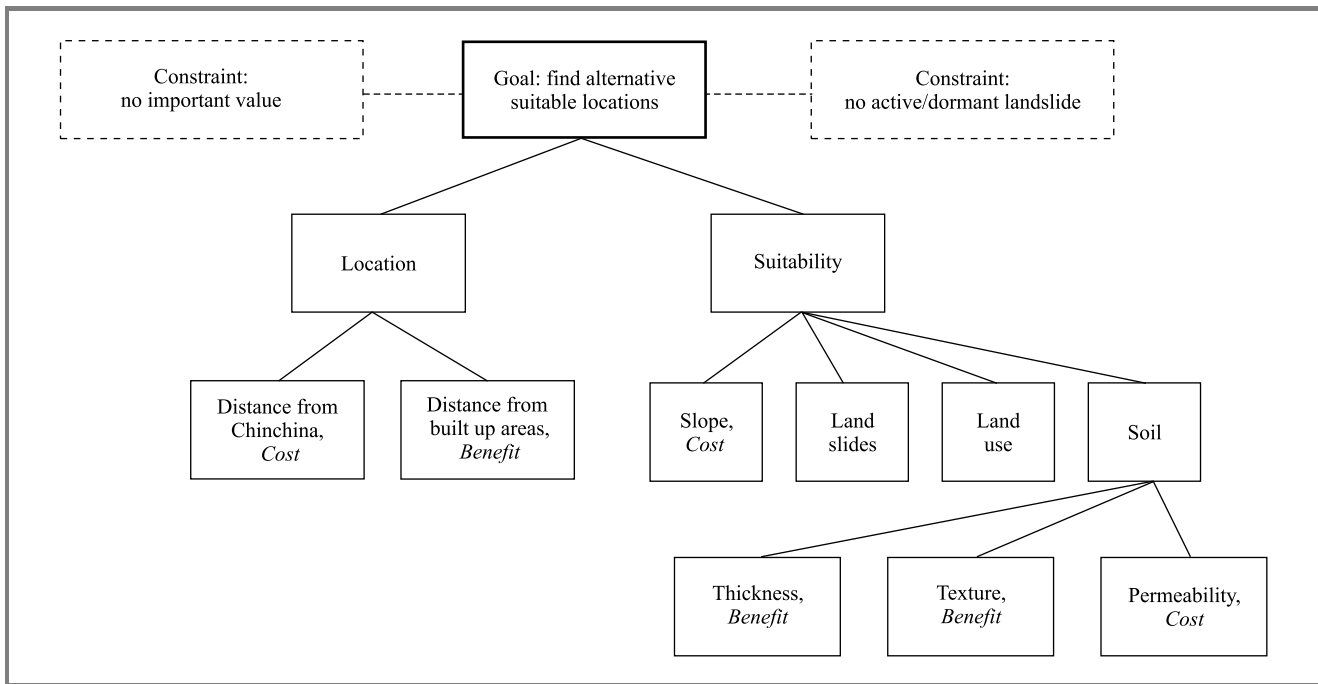 Constraint:
no important value
Goal: find alternative
suitable locations
Constraint:
no active/dormant landslide
Location
Suitability
Distance from
Chinchina,
Cost
Distance from
built up areas,
Benefit
Slope,
Cost
Land
slides
Land
use
Soil
Thickness,
Benefit
Texture,
Benefit
Permeability,
Cost